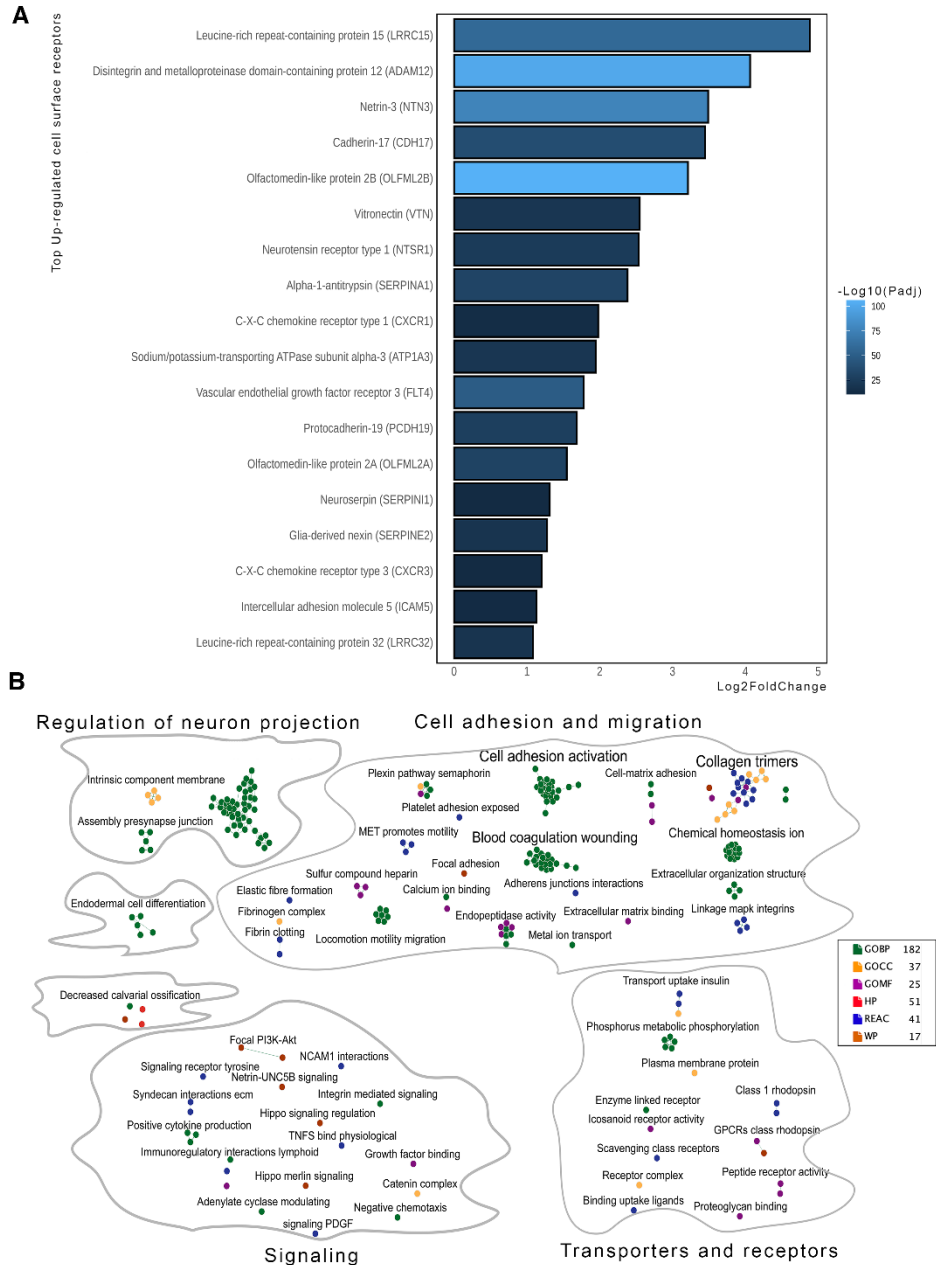 A
Top Up-regulated cell surface receptors
Leucine-rich repeat-containing protein 15 (LRRC15)
Disintegrin and metalloproteinase domain-containing protein 12 (ADAM12)
Netrin-3 (NTN3)
Cadherin-17 (CDH17)
Olfactomedin-like protein 2B (OLFML2B)
Vitronectin (VTN)
Neurotensin receptor type 1 (NTSR1)
Alpha-1-antitrypsin (SERPINA1)
C-X-C chemokine receptor type 1 (CXCR1)
Sodium/potassium-transporting ATPase subunit alpha-3 (ATP1A3)
Vascular endothelial growth factor receptor 3 (FLT4)
Protocadherin-19 (PCDH19)
Olfactomedin-like protein 2A (OLFML2A)
Neuroserpin (SERPINI1)
Glia-derived nexin (SERPINE2)
C-X-C chemokine receptor type 3 (CXCR3)
Intercellular adhesion molecule 5 (ICAM5)
Leucine-rich repeat-containing protein 32 (LRRC32)
0 1 2 3 4 5
Log2FoldChange
-Log10(Padj)
100
75
50
25
B
Regulation of neuron projection
Intrinsic component membrane
Assembly presynapse junction
Cell adhesion and migration
Cell adhesion activation
Collagen trimers
Plexin pathway semaphorin
Cell-matrix adhesion
Platelet adhesion exposed
MET promotes motility
Blood coagulation wounding
Chemical homeostasis ion
Focal adhesion
Sulfur compound heparin
Extracellular organization structure
Elastic fibre formation
Calcium ion binding
Adherens junctions interactions
Fibrinogen complex
Endopeptidase activity
Extracellular matrix binding
Linkage mapk integrins
Fibrin clotting
Locomotion motility migration
Metal ion transport
Endodermal cell differentiation
Decreased calvarial ossification
GOBP 182
GOCC 37
GOMF 25
HP 51
REAC 41
WP 17
Focal PI3K-Akt
NCAM1 interactions
Signaling receptor tyrosine
Netrin-UNC5B signaling
Syndecan interactions ecm
Integrin mediated signaling
Hippo signaling regulation
Positive cytokine production
TNFS bind physiological
Immunoregulatory interactions lymphoid
Growth factor binding
Hippo merlin signaling
Catenin complex
Adenylate cyclase modulating
Negative chemotaxis
signaling PDGF
Signaling
Transport uptake insulin
Phosphorus metabolic phosphorylation
Plasma membrane protein
Class 1 rhodopsin
Enzyme linked receptor
Icosanoid receptor activity
GPCRs class rhodopsin
Scavenging class receptors
Receptor complex
Peptide receptor activity
Binding uptake ligands
Proteoglycan binding
Transporters and receptors